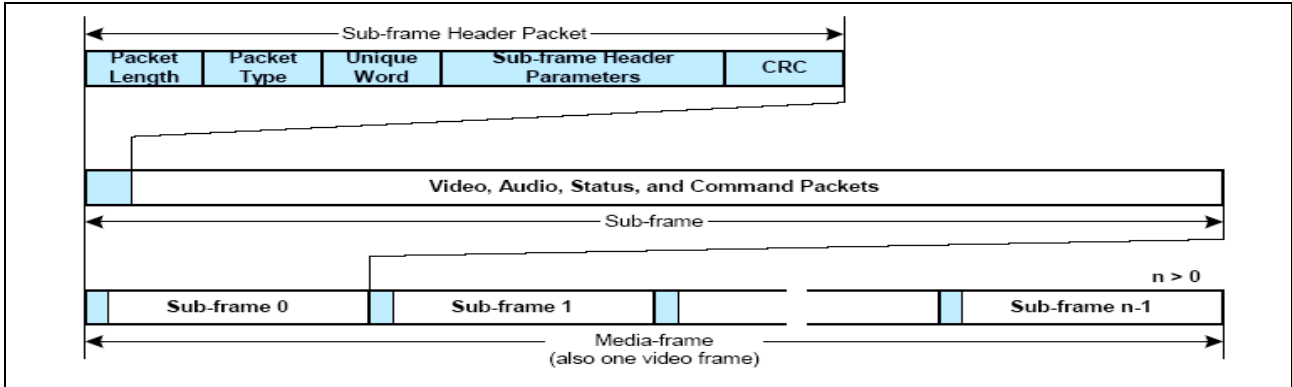 Sub-frame Header Packet
Packet Length
Packet Type
Unique Word
Sub-frame Header Parameters
CRC
Video, Audio, Status, and Command Packets
Sub-frame
n > 0
Sub-frame 0
Sub-frame 1
Sub-frame n-1
Media-frame
(also one video frame)